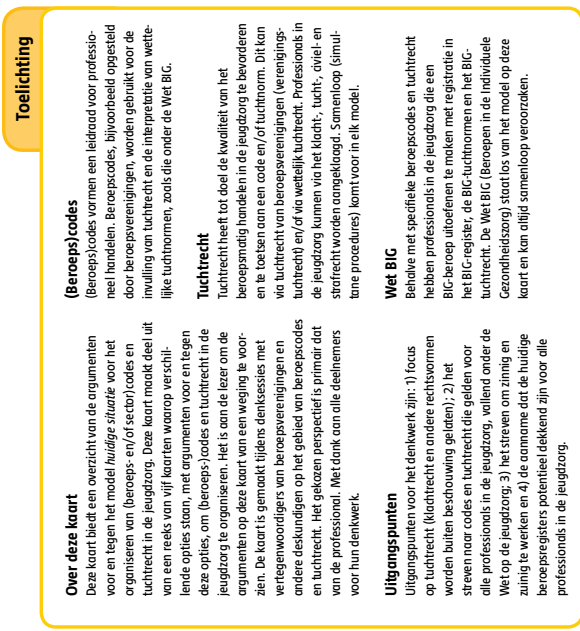 Toelichting
Over deze kaart
Deze kaart biedt een overzicht van de argumenten
voor en tegen het model huidige situatie voor het
organiseren van (beroeps- en/of sector)codes en
tuchtrecht in de jeugdzorg. Deze kaart maakt deel uit
van een reeks van vijf kaarten waarop verschil-
lende opties staan, met argumenten voor en tegen
deze opties, om (beroeps-)codes en tuchtrecht in de
jeugdzorg te organiseren. Het is aan de lezer om de
argumenten op deze kaart van een weging te voor-
zien. De kaart is gemaakt tijdens denksessies met
vertegenwoordigers van beroepsverenigingen en
andere deskundigen op het gebied van beroepscodes
en tuchtrecht. Het gekozen perspectief is primair dat
van de professional. Met dank aan alle deelnemers
voor hun denkwerk.
Uitgangspunten
Uitgangspunten voor het denkwerk zijn: 1) focus
op tuchtrecht (klachtrecht en andere rechtsvormen
worden buiten beschouwing gelaten); 2) het
streven naar codes en tuchtrecht die gelden voor
alle professionals in de jeugdzorg, vallend onder de
Wet op de jeugdzorg; 3) het streven om zinnig en
zuinig te werken en 4) de aanname dat de huidige
beroepsregisters potentieel dekkend zijn voor alle
professionals in de jeugdzorg.
(Beroeps)codes
(Beroeps)codes vormen een leidraad voor professio-
neel handelen. Beroepscodes, bijvoorbeeld opgesteld
door beroepsverenigingen, worden gebruikt voor de
invulling van tuchtrecht en de interpretatie van wette-
lijke tuchtnormen, zoals die onder de Wet BIG.
Tuchtrecht
Tuchtrecht heeft tot doel de kwaliteit van het
beroepsmatig handelen in de jeugdzorg te bevorderen
en te toetsen aan een code en/of tuchtnorm. Dit kan
via tuchtrecht van beroepsverenigingen (verenigings-
tuchtrecht) en/of via wettelijk tuchtrecht. Professionals in
de jeugdzorg kunnen via het klacht-, tucht-, civiel- en
strafrecht worden aangeklaagd. Samenloop (simul-
tane procedures) komt voor in elk model.
Wet BIG
Behalve met specifieke beroepscodes en tuchtrecht
hebben professionals in de jeugdzorg die een
BIG-beroep uitoefenen te maken met registratie in
het BIG-register, de BIG-tuchtnormen en het BIG-
tuchtrecht. De Wet BIG (Beroepen in de Individuele
Gezondheidszorg) staat los van het model op deze
kaart en kan altijd samenloop veroorzaken.